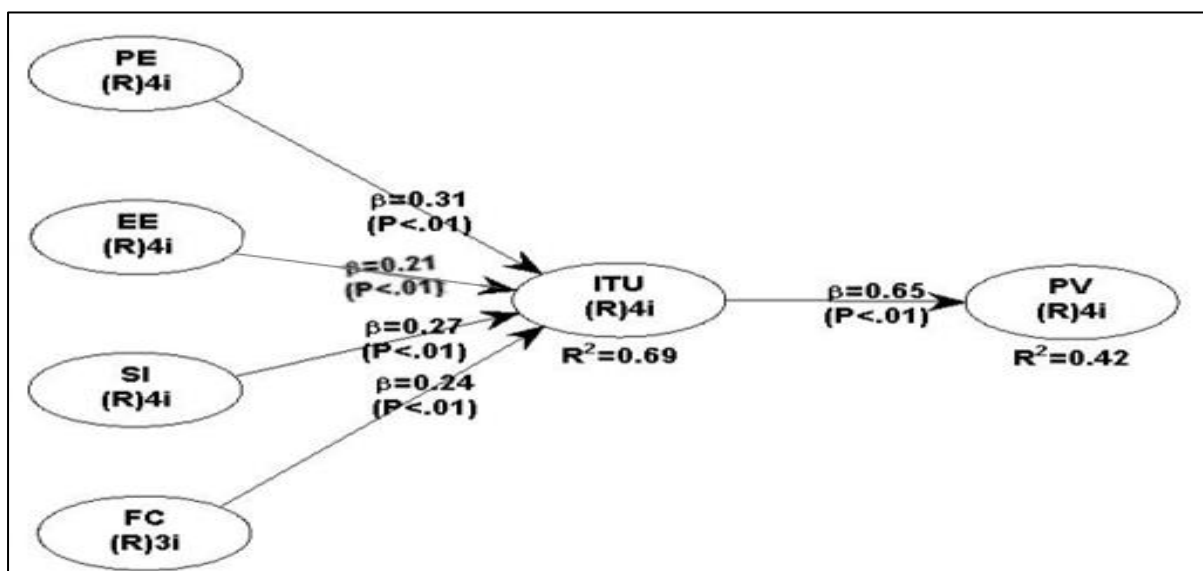 PE
(R)4i
β=0.31
(P<.01)
EE
(R)4i
β=0.21
(P<.01)
ITU
(R)4i
R²=0.69
β=0.65
(P<.01)
PV
(R)4i
R²=0.42
SI
(R)4i
β=0.27
(P<.01)
β=0.24
(P<.01)
FC
(R)3i